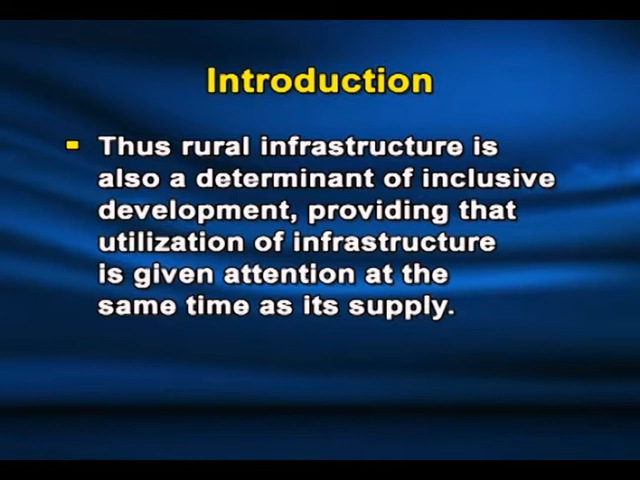 Introduction
Thus rural infrastructure is
also a determinant of inclusive
development, providing that
utilization of infrastructure
is given attention at the
same time as its supply.